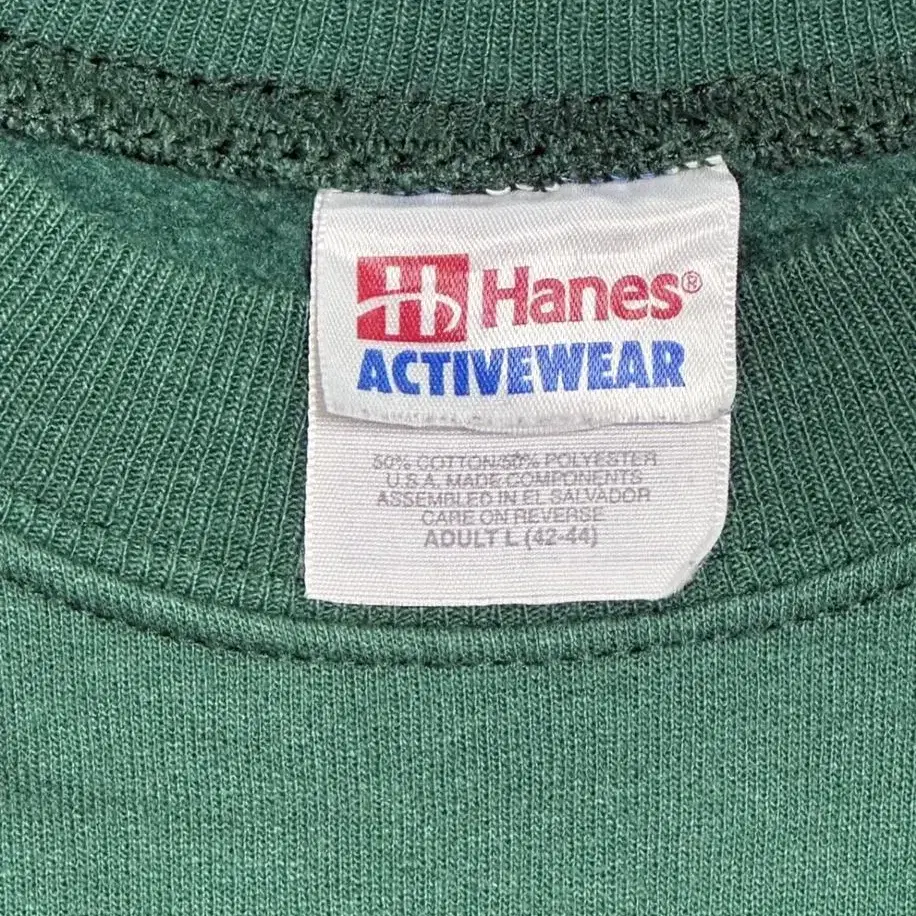 H Hanes®
ACTIVEWEAR
50% COTTON/50% POLYESTER
U.S.A. MADE COMPONENTS
ASSEMBLED IN EL SALVADOR
CARE ON REVERSE
ADULT L (42-44)